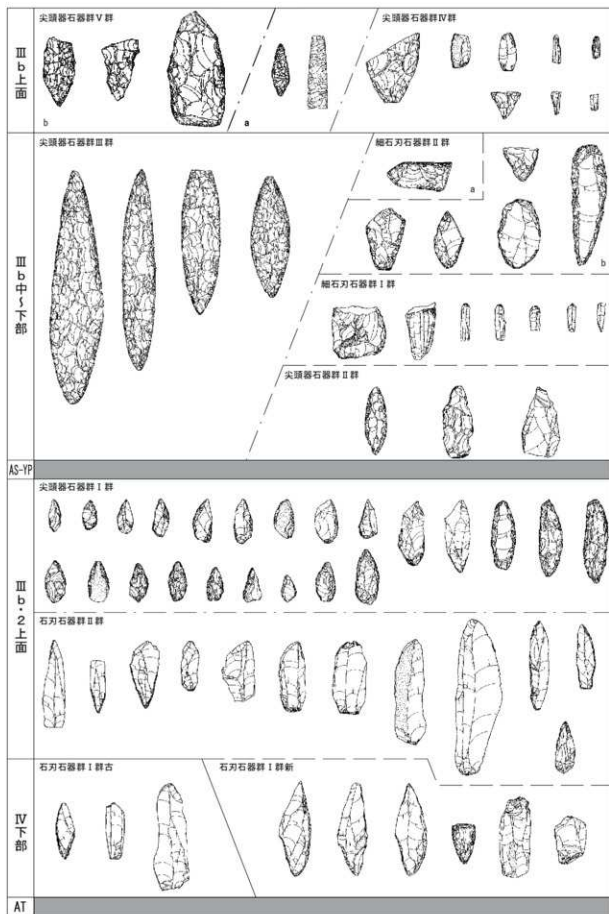 Ⅲb上面
尖頭器石器群Ⅴ群
b
a
尖頭器石器群Ⅳ群
Ⅲb中～下部
尖頭器石器群Ⅲ群
細石刃石器群Ⅱ群
a
b
細石刃石器群Ⅰ群
尖頭器石器群Ⅱ群
AS-YP
Ⅲb・2上面
尖頭器石器群Ⅰ群
石刃石器群Ⅱ群
Ⅳ下部
石刃石器群Ⅰ群古
石刃石器群Ⅰ群新
AT